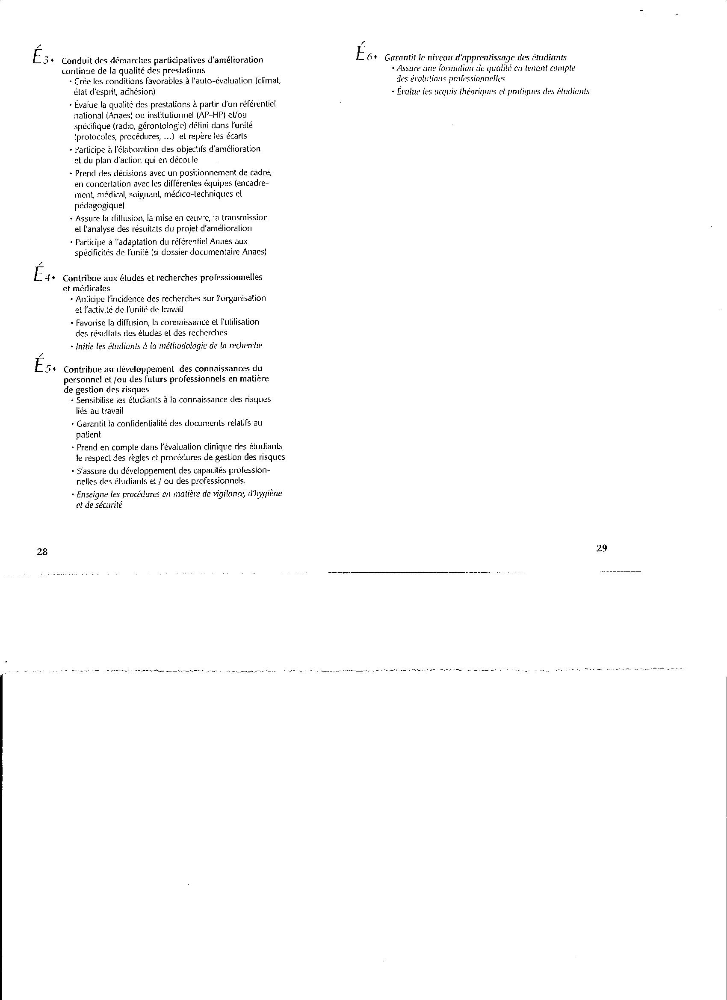 É3♦ Conduit des démarches participatives d'amélioration
continue de la qualité des prestations
• Crée les conditions favorables à l'auto-évaluation (climat,
état d'esprit, adhésion)
• Évalue la qualité des prestations à partir d'un référentiel
national (Anaes) ou institutionnel (AP-HP) et/ou
spécifique (radio, gérontologie) défini dans l'unité
(protocoles, procédures, ...) et repère les écarts
• Participe à l'élaboration des objectifs d'amélioration
et du plan d'action qui en découle
• Prend des décisions avec un positionnement de cadre,
en concertation avec les différentes équipes (encadre-
ment, médical, soignant, médico-techniques et
pédagogique)
• Assure la diffusion, la mise en œuvre, la transmission
et l'analyse des résultats du projet d'amélioration
• Participe à l'adaptation du référentiel Anaes aux
spécificités de l'unité (si dossier documentaire Anaes)
É4♦ Contribue aux études et recherches professionnelles
et médicales
• Anticipe l'incidence des recherches sur l'organisation
et l'activité de l'unité de travail
• Favorise la diffusion, la connaissance et l'utilisation
des résultats des études et des recherches
• Initie les étudiants à la méthodologie de la recherche
É5♦ Contribue au développement des connaissances du
personnel et /ou des futurs professionnels en matière
de gestion des risques
• Sensibilise les étudiants à la connaissance des risques
liés au travail
• Garantit la confidentialité des documents relatifs au
patient
• Prend en compte dans l'évaluation clinique des étudiants
le respect des règles et procédures de gestion des risques
• S'assure du développement des capacités profession-
nelles des étudiants et / ou des professionnels.
• Enseigne les procédures en matière de vigilance, d'hygiène
et de sécurité
28
É6♦ Garantit le niveau d'apprentissage des étudiants
• Assure une formation de qualité en tenant compte
des évolutions professionnelles
• Évalue les acquis théoriques et pratiques des étudiants
29